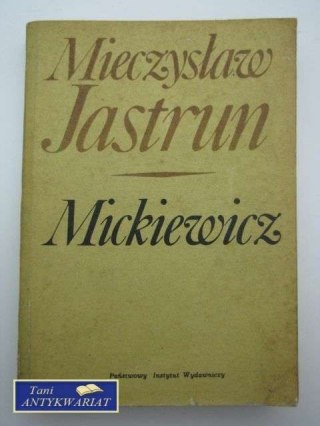 Mieczysław
Jastrun
Mickiewicz
Państwowy Instytut Wydawniczy
Tani
ANTYKWARIAT